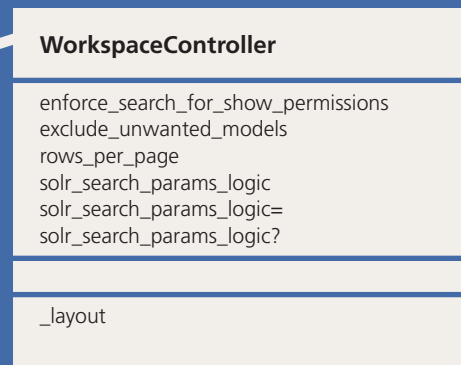 WorkspaceController
enforce_search_for_show_permissions
exclude_unwanted_models
rows_per_page
solr_search_params_logic
solr_search_params_logic=
solr_search_params_logic?
_layout